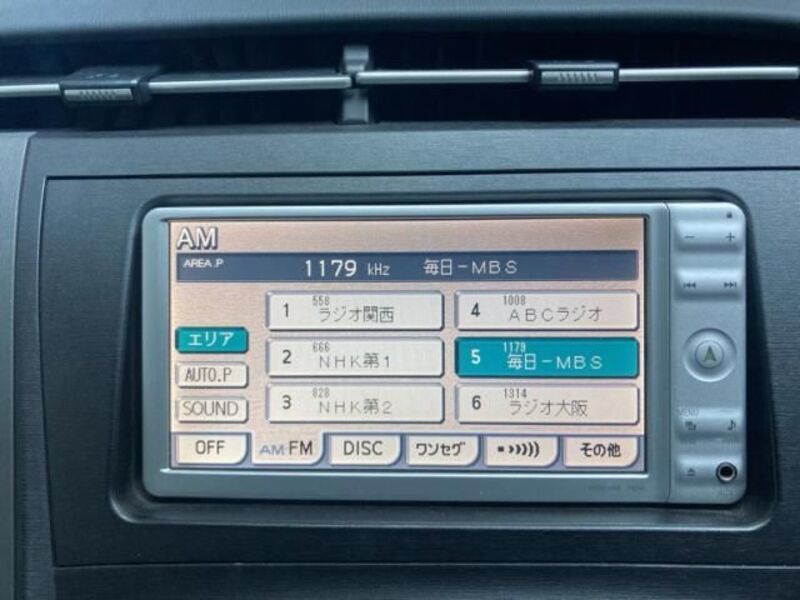 AM
AREA.P 1179 kHz 毎日-MBS
1 558 ラジオ関西
4 1008 ABCラジオ
エリア
2 666 NHK第1
5 1179 毎日-MBS
AUTO.P
3 828 NHK第2
6 1314 ラジオ大阪
SOUND
OFF AM FM DISC ワンセグ その他
MENU